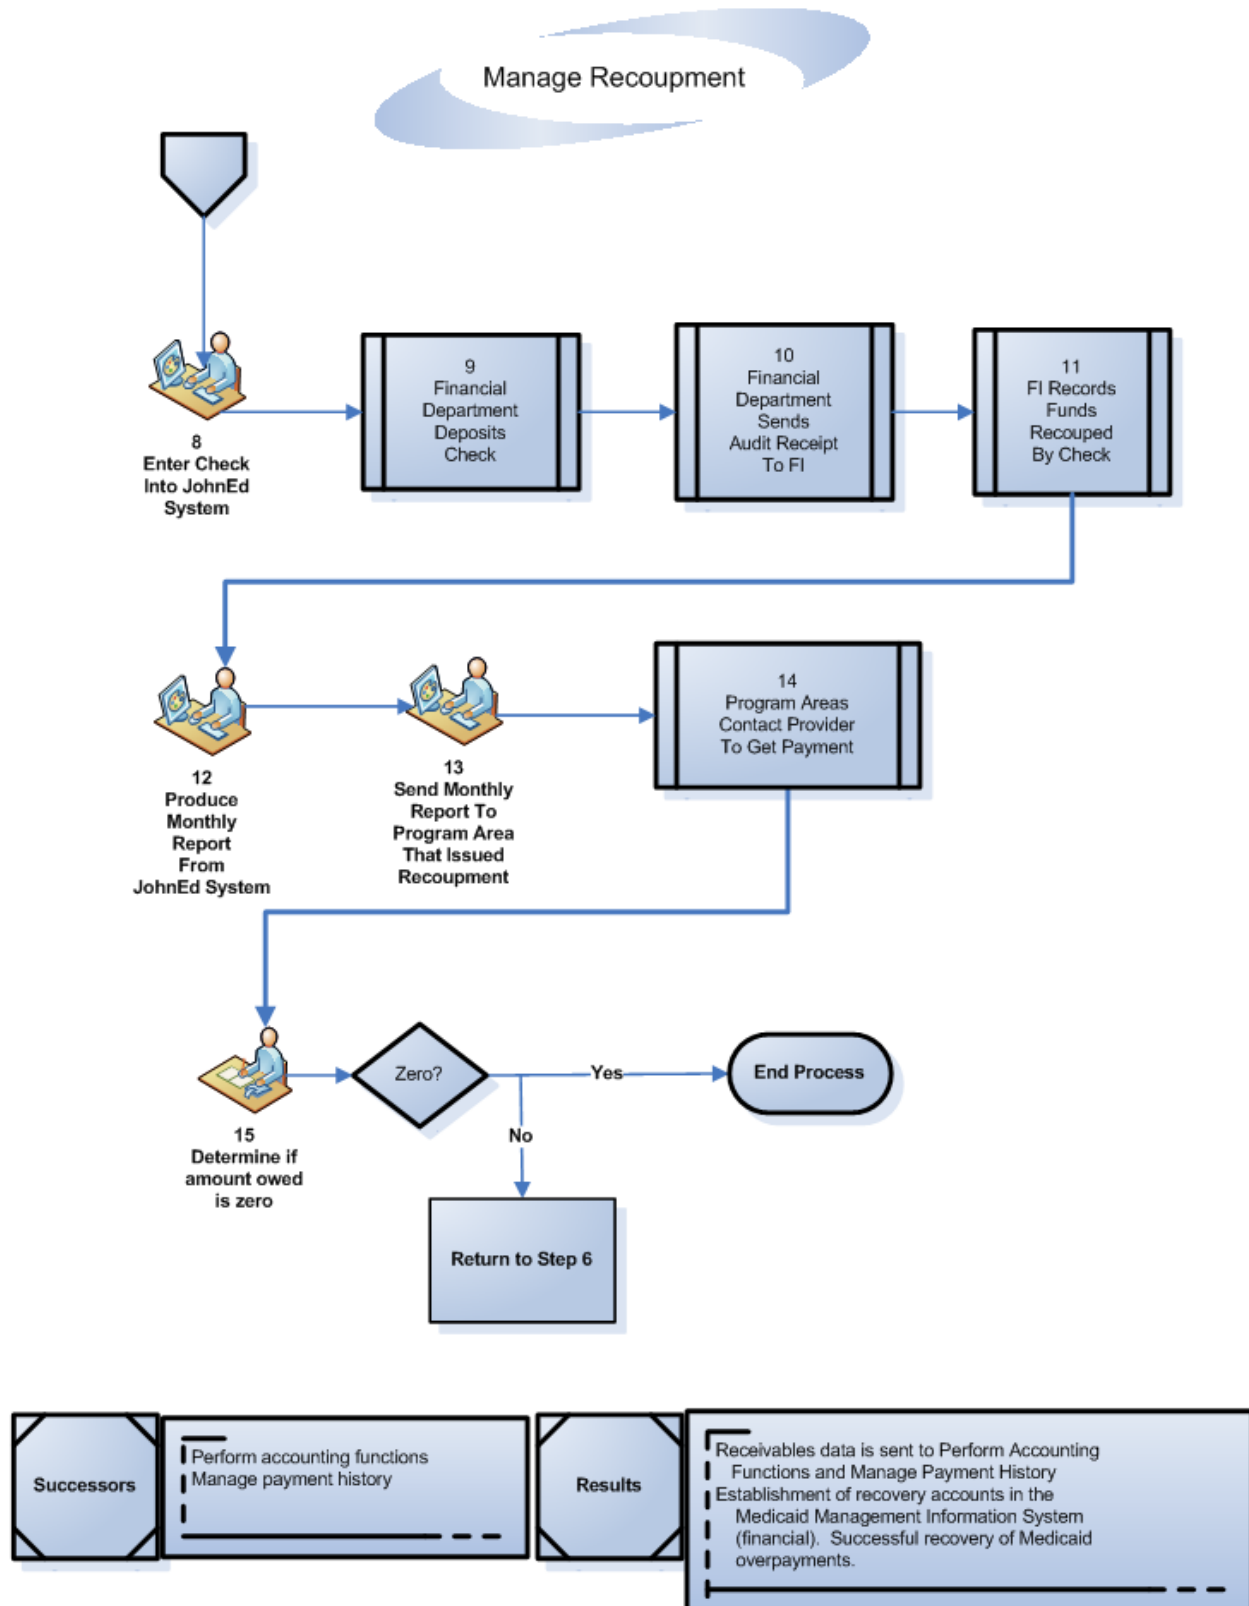 Manage Recoupment
8
Enter Check
Into JohnEd
System
9
Financial
Department
Deposits
Check
10
Financial
Department
Sends
Audit Receipt
To FI
11
FI Records
Funds
Recouped
By Check
12
Produce
Monthly
Report
From
JohnEd System
13
Send Monthly
Report To
Program Area
That Issued
Recoupment
14
Program Areas
Contact Provider
To Get Payment
15
Determine if
amount owed
is zero
Zero?
Yes
End Process
No
Return to Step 6
Successors
Perform accounting functions
Manage payment history
Results
Receivables data is sent to Perform Accounting
Functions and Manage Payment History
Establishment of recovery accounts in the
Medicaid Management Information System
(financial).  Successful recovery of Medicaid
overpayments.